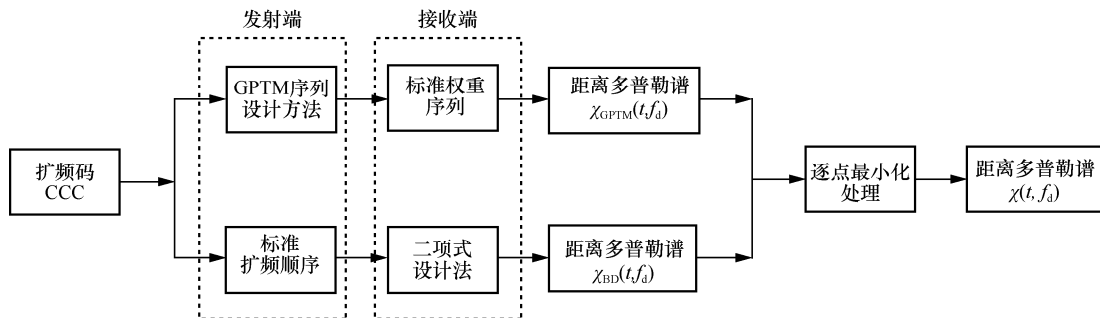 发射端
接收端
GPTM序列
设计方法
标准权重
序列
距离多普勒谱
χGPTM(t,fd)
扩频码
CCC
逐点最小化
处理
距离多普勒谱
χ(t, fd)
标准
扩频顺序
二项式
设计法
距离多普勒谱
χBD(t,fd)